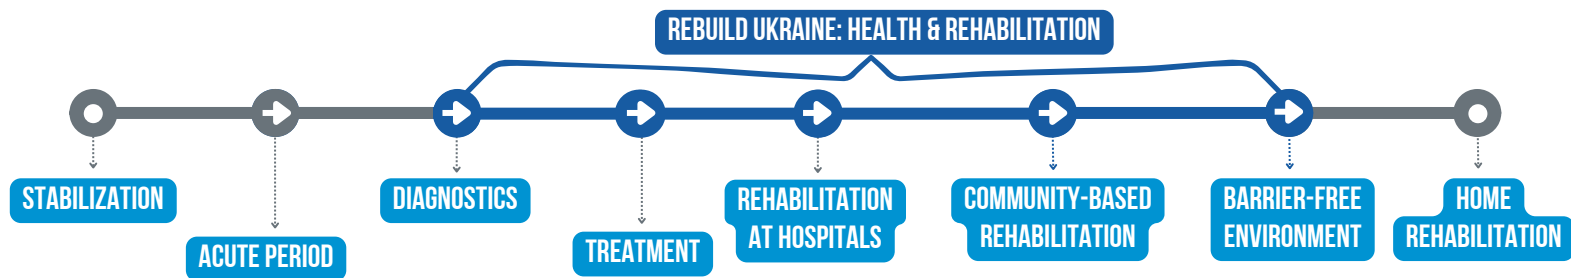 REBUILD UKRAINE: HEALTH & REHABILITATION
STABILIZATION
ACUTE PERIOD
DIAGNOSTICS
TREATMENT
REHABILITATION
AT HOSPITALS
COMMUNITY-BASED
REHABILITATION
BARRIER-FREE
ENVIRONMENT
HOME
REHABILITATION